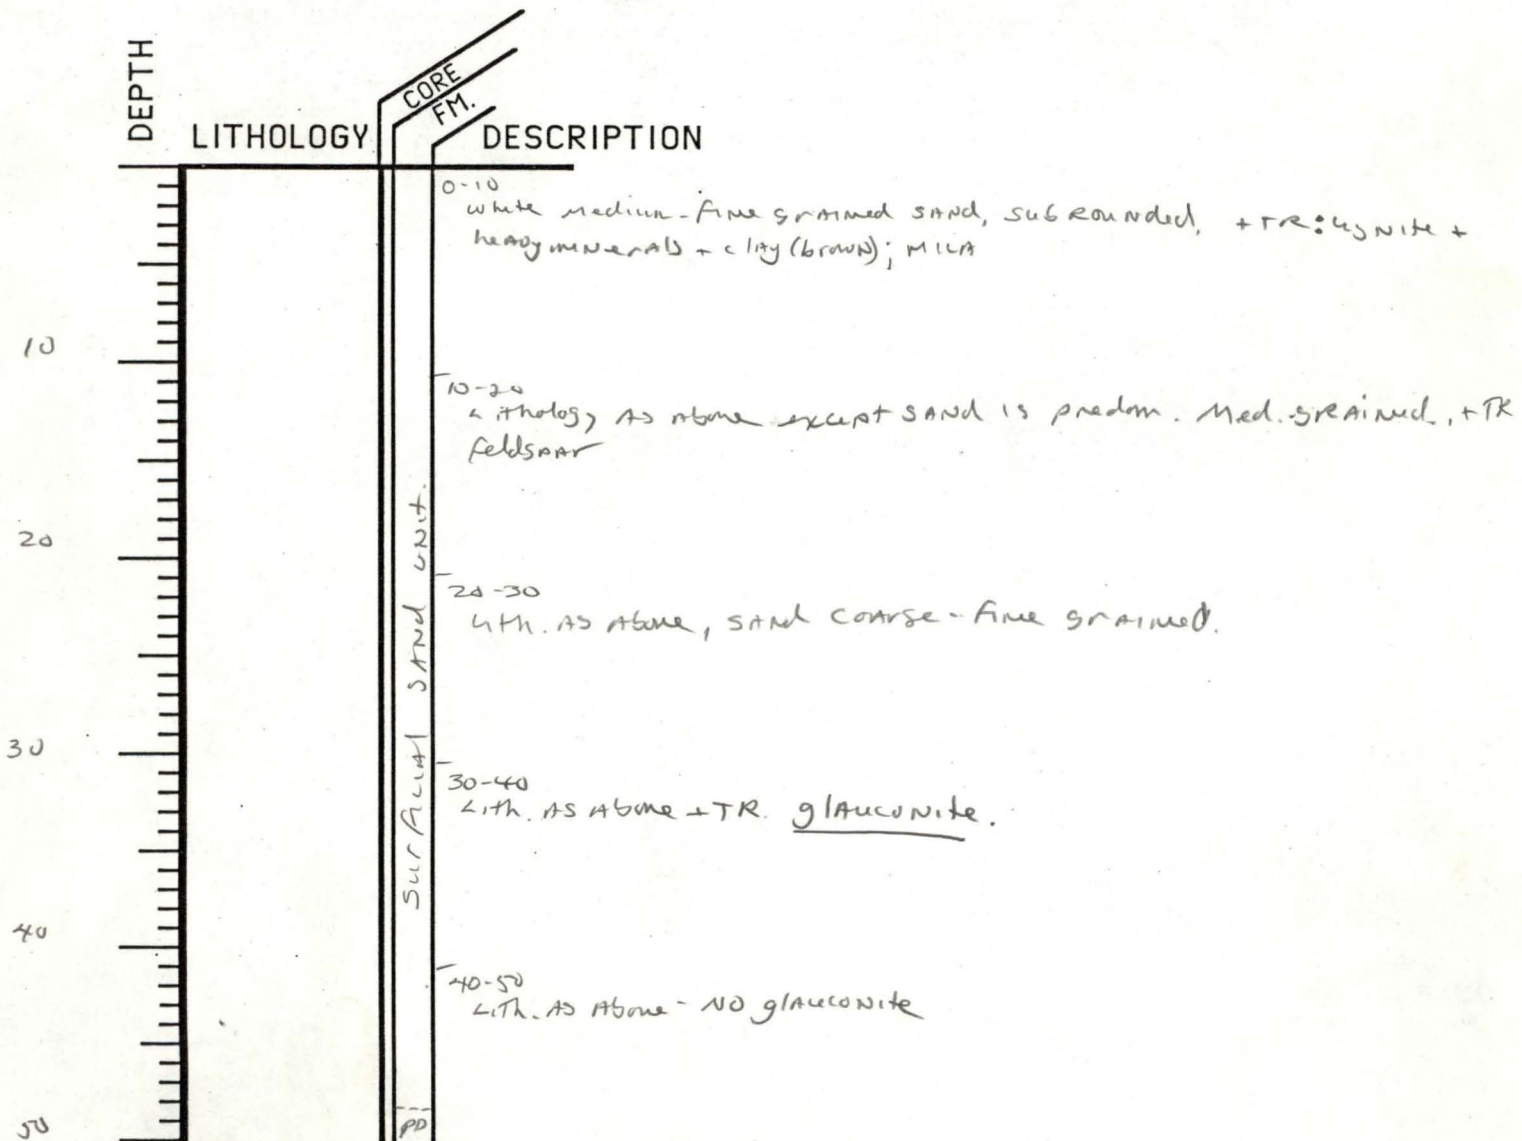 DEPTH
LITHOLOGY
CORE
FM.
DESCRIPTION
0-10
white medium-fine grained SAND, subrounded, +TR: lignite +
heavy minerals + clay (brown); MICA
10
10-20
Lithology AS Above except SAND is predom. Med. grained, +TR
feldspar
20
20-30
Lith. AS Above, SAND coarse-fine grained.
Surficial SAND UNIT.
30
30-40
Lith. AS Above +TR. glauconite.
40
40-50
Lith. AS Above - NO glauconite
50
PD